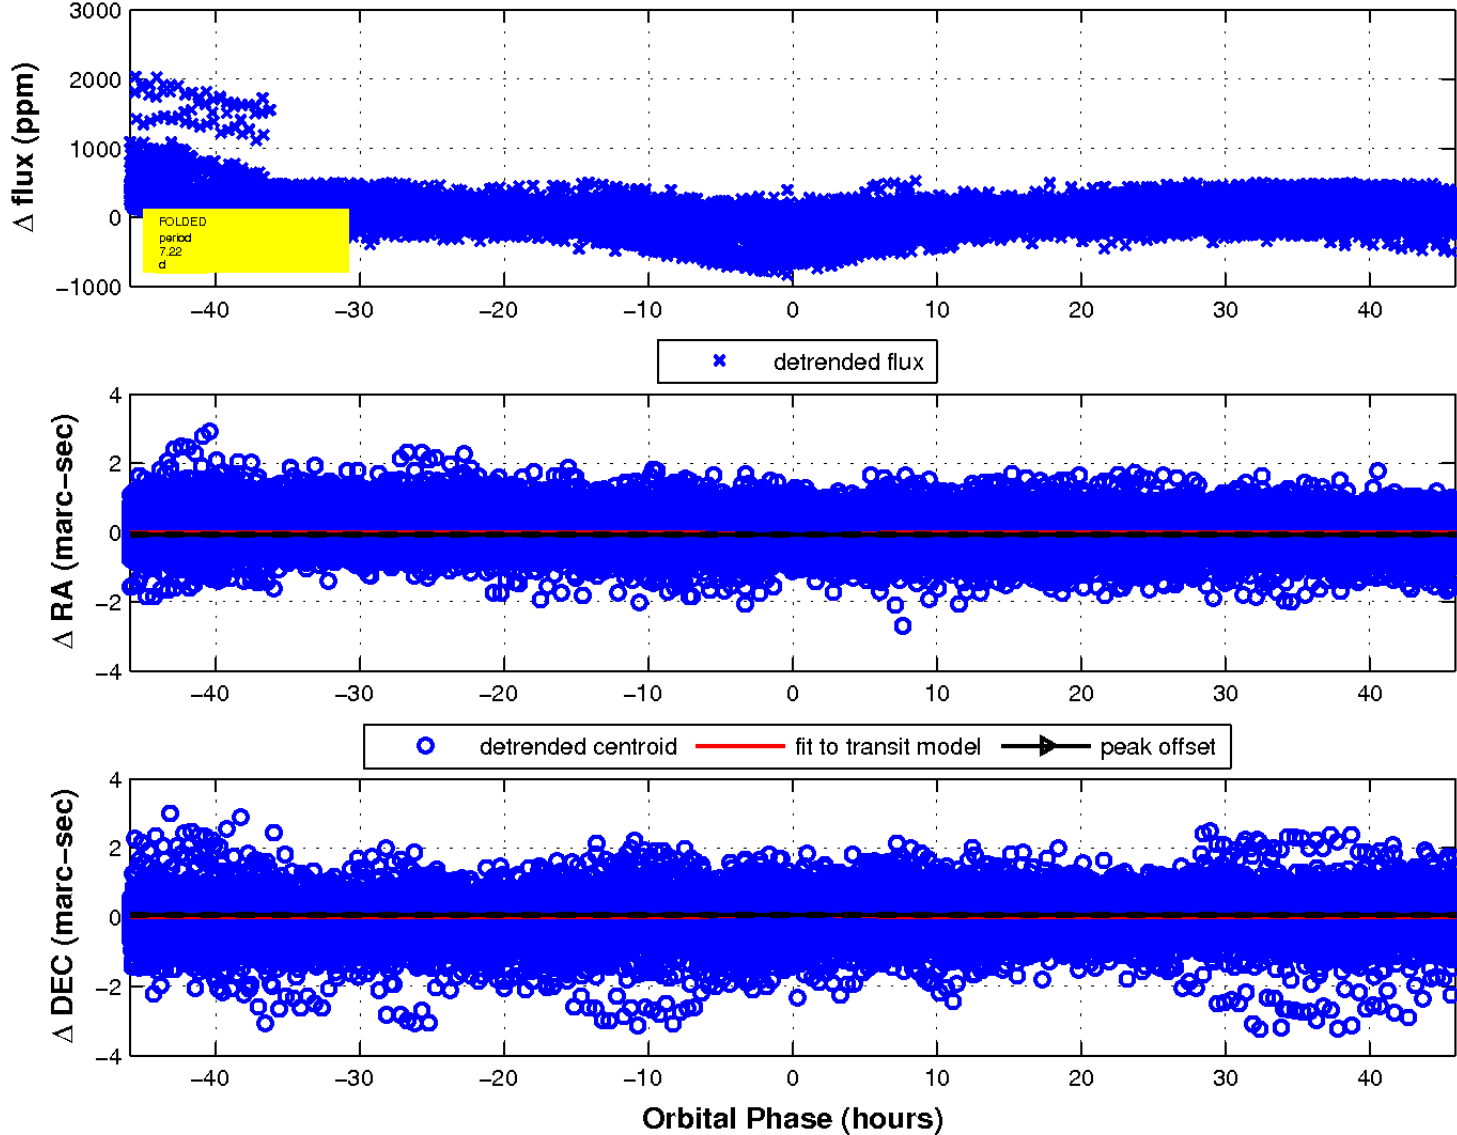 3000
2000
1000
0
−1000
Δ flux (ppm)
FOLDED
period
7.22
d
−40 −30 −20 −10 0 10 20 30 40
detrended flux
4
2
0
−2
−4
Δ RA (marc−sec)
−40 −30 −20 −10 0 10 20 30 40
detrended centroid fit to transit model peak offset
4
2
0
−2
−4
Δ DEC (marc−sec)
−40 −30 −20 −10 0 10 20 30 40
Orbital Phase (hours)